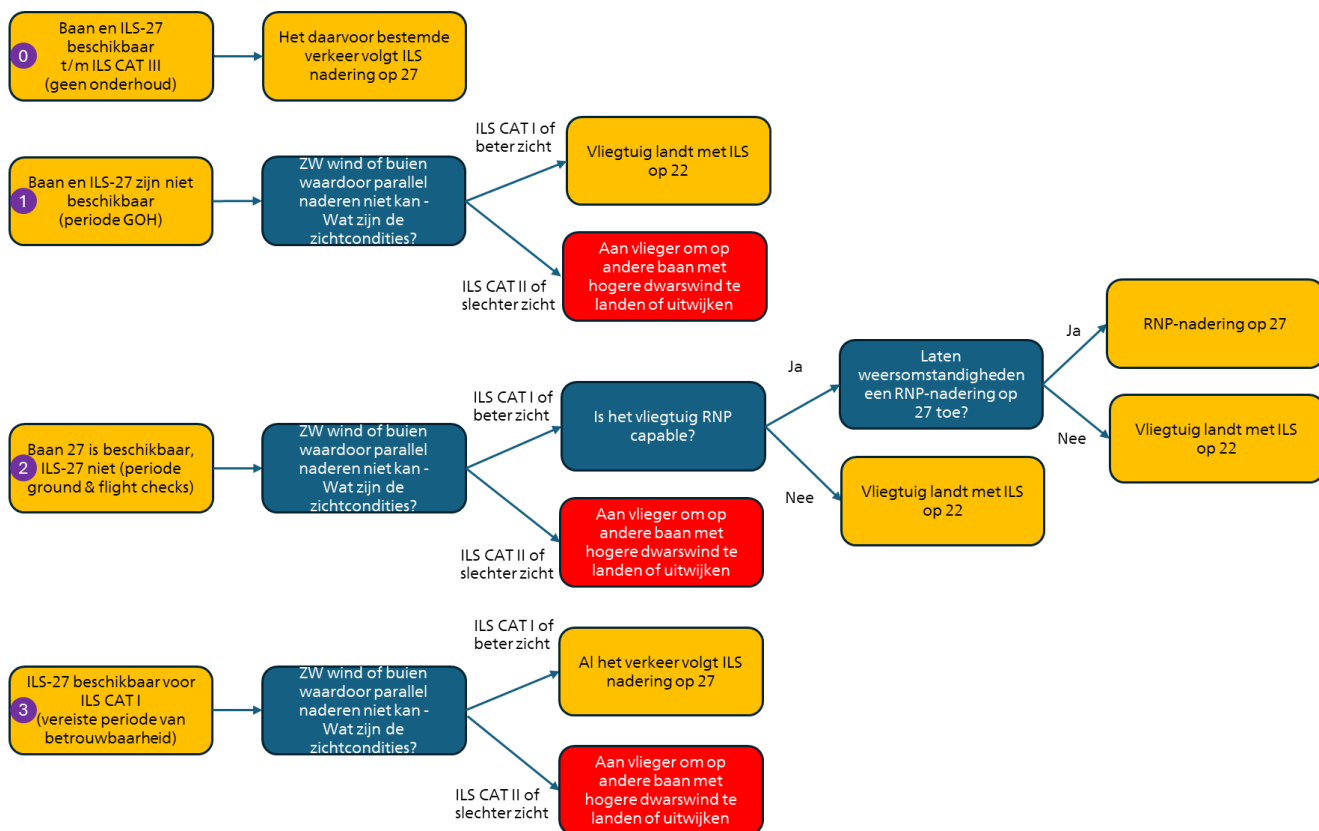 0
Baan en ILS-27
beschikbaar
t/m ILS CAT III
(geen onderhoud)
Het daarvoor bestemde
verkeer volgt ILS
nadering op 27
1
Baan en ILS-27 zijn niet
beschikbaar
(periode GOH)
ZW wind of buien
waardoor parallel
naderen niet kan -
Wat zijn de
zichtcondities?
ILS CAT I of
beter zicht
Vliegtuig landt met ILS
op 22
ILS CAT II of
slechter zicht
Aan vlieger om op
andere baan met
hogere dwarswind te
landen of uitwijken
2
Baan 27 is beschikbaar,
ILS-27 niet (periode
ground & flight checks)
ZW wind of buien
waardoor parallel
naderen niet kan -
Wat zijn de
zichtcondities?
ILS CAT I of
beter zicht
Is het vliegtuig RNP
capable?
Ja
Laten
weersomstandigheden
een RNP-nadering op
27 toe?
Ja
RNP-nadering op 27
Nee
Vliegtuig landt met ILS
op 22
Nee
Vliegtuig landt met ILS
op 22
ILS CAT II of
slechter zicht
Aan vlieger om op
andere baan met
hogere dwarswind te
landen of uitwijken
3
ILS-27 beschikbaar voor
ILS CAT I
(vereiste periode van
betrouwbaarheid)
ZW wind of buien
waardoor parallel
naderen niet kan -
Wat zijn de
zichtcondities?
ILS CAT I of
beter zicht
Al het verkeer volgt ILS
nadering op 27
ILS CAT II of
slechter zicht
Aan vlieger om op
andere baan met
hogere dwarswind te
landen of uitwijken